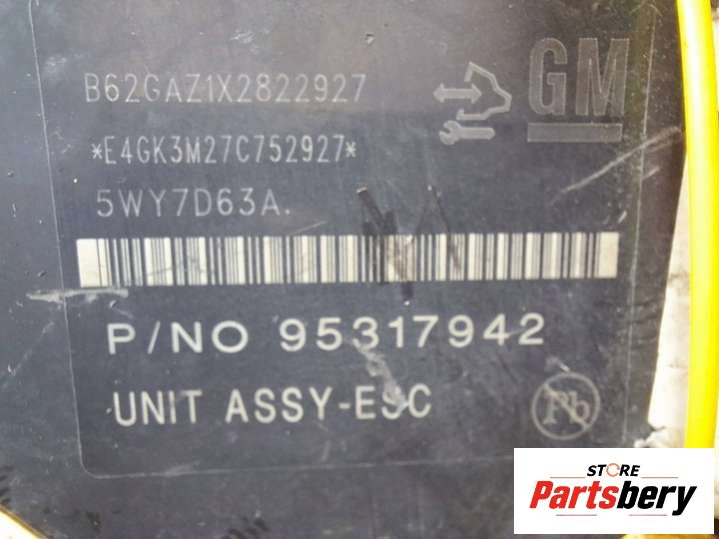 B62GAZ1X2822927
GM
*E4GK3M27C752927*
5WY7D63A.
P/NO 95317942
UNIT ASSY-ESC
Pb
STORE
Partsbery